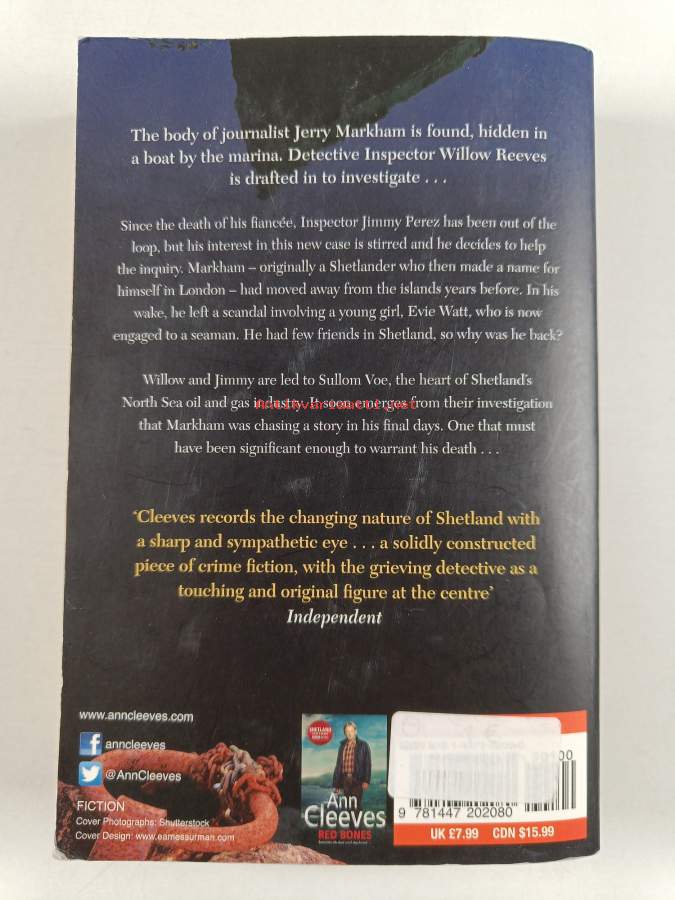 The body of journalist Jerry Markham is found, hidden in
a boat by the marina. Detective Inspector Willow Reeves
is drafted in to investigate . . .
Since the death of his fiancée, Inspector Jimmy Perez has been out of the
loop, but his interest in this new case is stirred and he decides to help
the inquiry. Markham – originally a Shetlander who then made a name for
himself in London – had moved away from the islands years before. In his
wake, he left a scandal involving a young girl, Evie Watt, who is now
engaged to a seaman. He had few friends in Shetland, so why was he back?
Willow and Jimmy are led to Sullom Voe, the heart of Shetland's
North Sea oil and gas industry. It soon emerges from their investigation
that Markham was chasing a story in his final days. One that must
have been significant enough to warrant his death . . .
'Cleeves records the changing nature of Shetland with
a sharp and sympathetic eye . . . a solidly constructed
piece of crime fiction, with the grieving detective as a
touching and original figure at the centre'
Independent
www.anncleeves.com
anncleeves
@AnnCleeves
FICTION
Cover Photographs: Shutterstock
Cover Design: www.eamessurman.com
SHETLAND
Ann
Cleeves
RED BONES
00
9 781447 202080
UK £7.99 CDN $15.99